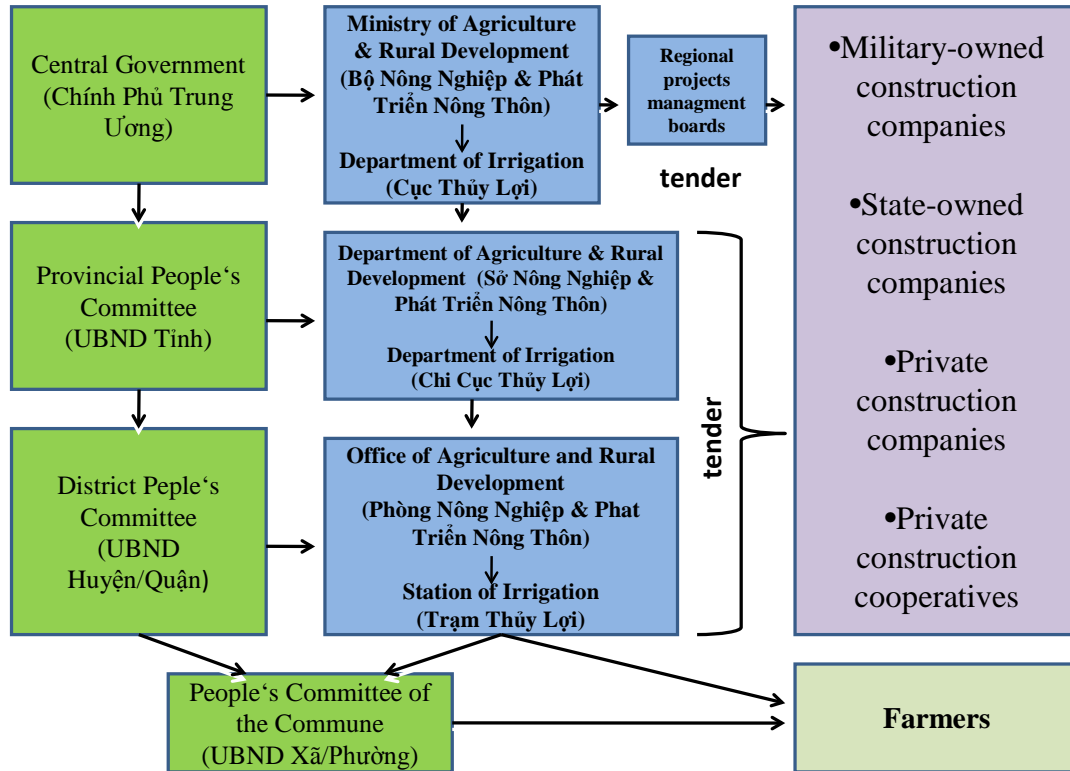 Central Government
(Chính Phủ Trung
Ương)
Ministry of Agriculture
& Rural Development
(Bộ Nông Nghiệp & Phát
Triển Nông Thôn)
Department of Irrigation
(Cục Thủy Lợi)
Regional
projects
managment
boards
tender
•Military-owned
construction
companies
•State-owned
construction
companies
•Private
construction
companies
•Private
construction
cooperatives
Provincial People‘s
Committee
(UBND Tỉnh)
Department of Agriculture & Rural
Development (Sở Nông Nghiệp &
Phát Triển Nông Thôn)
Department of Irrigation
(Chi Cục Thủy Lợi)
tender
District Peple‘s
Committee
(UBND
Huyện/Quận)
Office of Agriculture and Rural
Development
(Phòng Nông Nghiệp & Phat
Triển Nông Thôn)
Station of Irrigation
(Trạm Thủy Lợi)
People‘s Committee of
the Commune
(UBND Xã/Phường)
Farmers